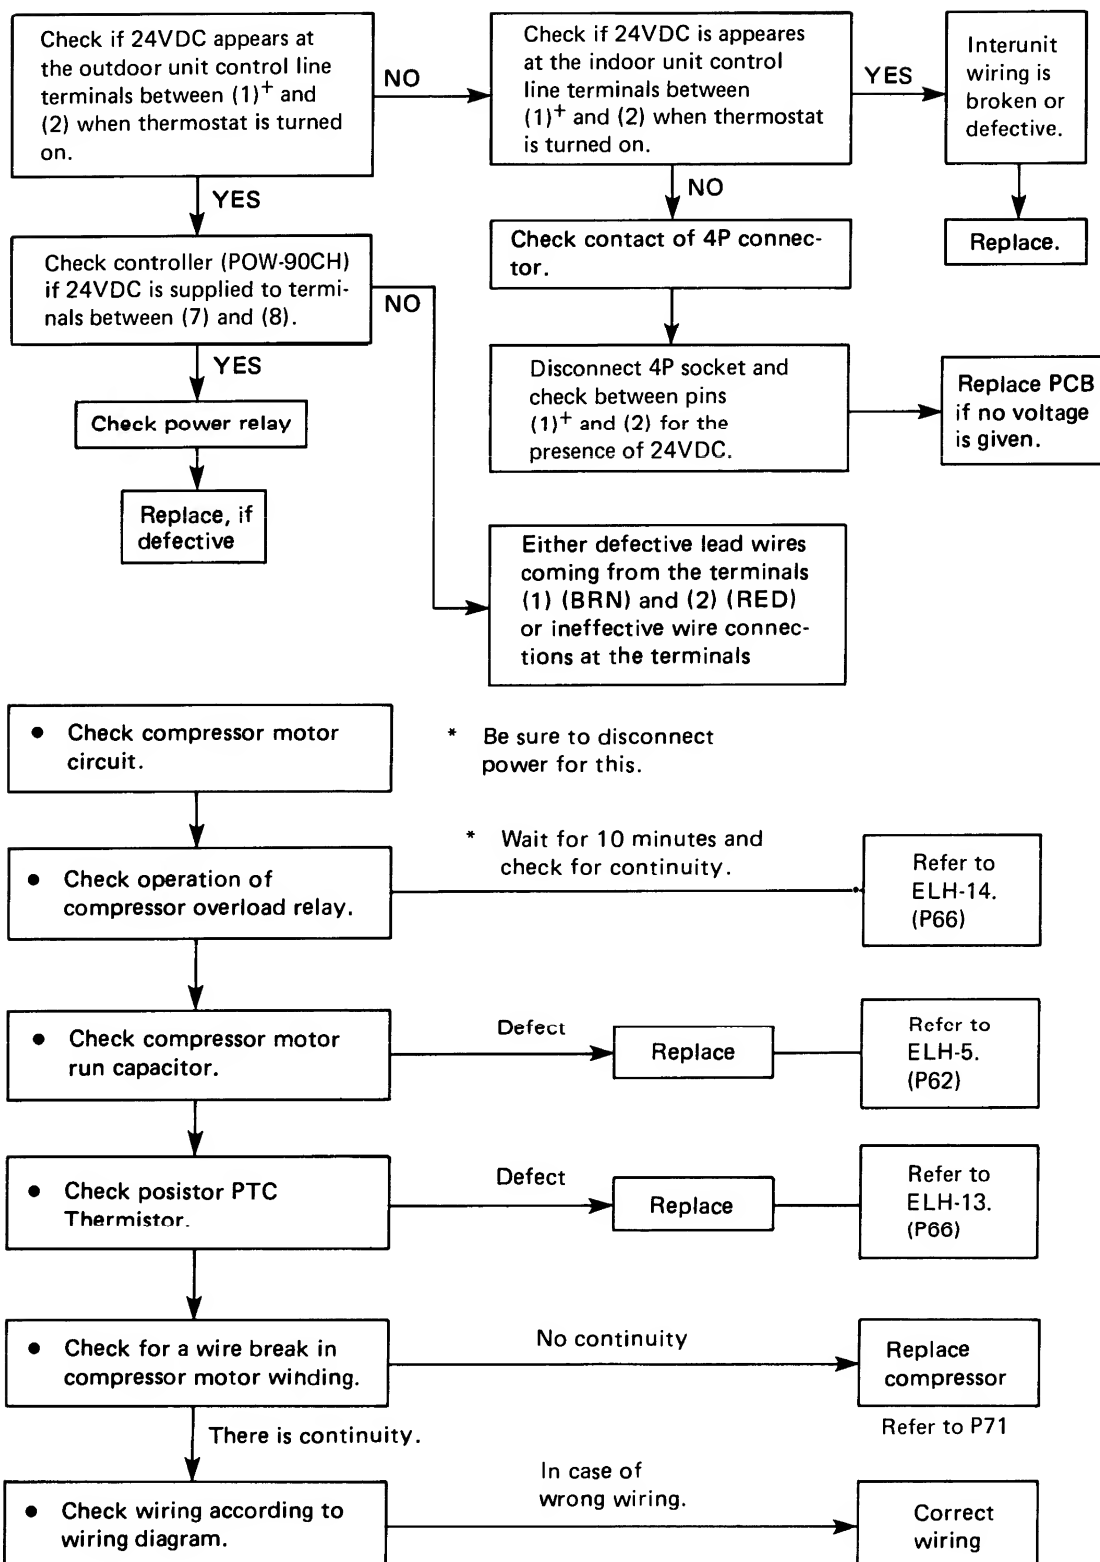 Check if 24VDC appears at
the outdoor unit control line
terminals between (1)+ and
(2) when thermostat is turned
on.
NO
Check if 24VDC is appeares
at the indoor unit control
line terminals between
(1)+ and (2) when thermostat
is turned on.
YES
Interunit
wiring is
broken or
defective.
YES
NO
Replace.
Check controller (POW-90CH)
if 24VDC is supplied to termi-
nals between (7) and (8).
NO
Check contact of 4P connec-
tor.
YES
Check power relay
Disconnect 4P socket and
check between pins
(1)+ and (2) for the
presence of 24VDC.
Replace PCB
if no voltage
is given.
Replace, if
defective
Either defective lead wires
coming from the terminals
(1) (BRN) and (2) (RED)
or ineffective wire connec-
tions at the terminals
● Check compressor motor
circuit.
* Be sure to disconnect
power for this.
● Check operation of
compressor overload relay.
* Wait for 10 minutes and
check for continuity.
Refer to
ELH-14.
(P66)
● Check compressor motor
run capacitor.
Defect
Replace
Refer to
ELH-5.
(P62)
● Check posistor PTC
Thermistor.
Defect
Replace
Refer to
ELH-13.
(P66)
● Check for a wire break in
compressor motor winding.
No continuity
Replace
compressor
Refer to P71
There is continuity.
● Check wiring according to
wiring diagram.
In case of
wrong wiring.
Correct
wiring